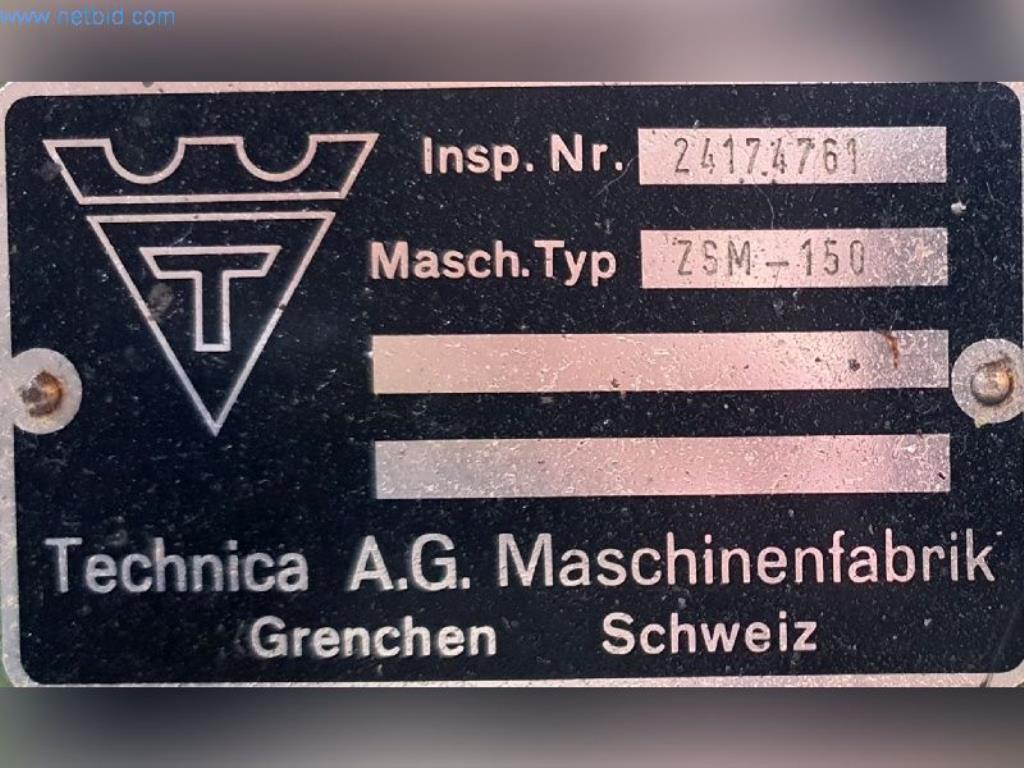 www.netbid.com
Insp. Nr. 24174761
Masch.Typ ZSM-150
T
Technica A.G. Maschinenfabrik
Grenchen Schweiz